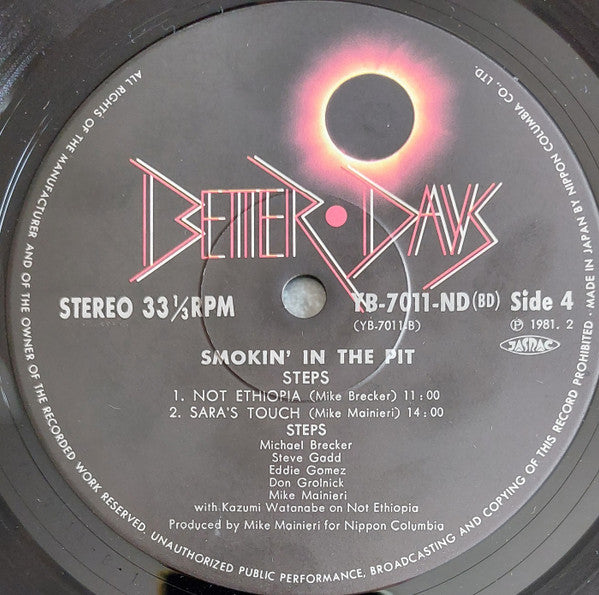 BETTER·DAYS
STEREO 33⅓RPM
YB-7011-ND(BD) Side 4
(YB-7011-B)
℗ 1981. 2
JASRAC
SMOKIN' IN THE PIT
STEPS
1. NOT ETHIOPIA (Mike Brecker) 11:00
2. SARA'S TOUCH (Mike Mainieri) 14:00
STEPS
Michael Brecker
Steve Gadd
Eddie Gomez
Don Grolnick
Mike Mainieri
with Kazumi Watanabe on Not Ethiopia
Produced by Mike Mainieri for Nippon Columbia
ALL RIGHTS OF THE MANUFACTURER AND OF THE OWNER OF THE RECORDED WORK RESERVED. UNAUTHORIZED PUBLIC PERFORMANCE, BROADCASTING AND COPYING OF THIS RECORD PROHIBITED · MADE IN JAPAN BY NIPPON COLUMBIA CO., LTD.